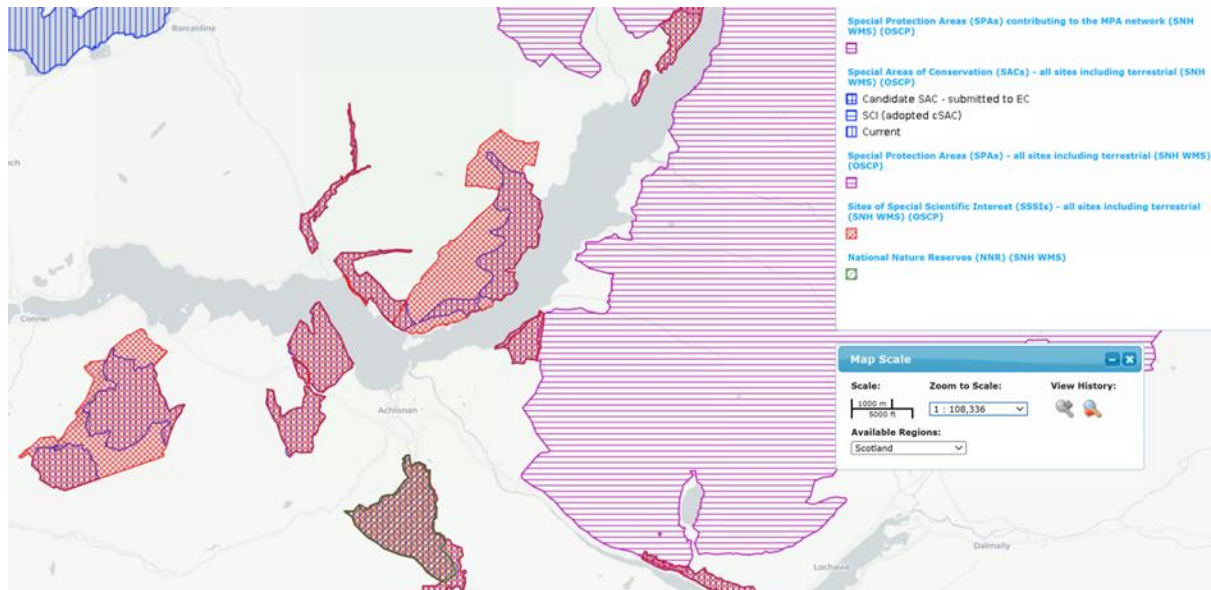 Special Protection Areas (SPAs) contributing to the MPA network (SNH
WMS) (OSCP)
Special Areas of Conservation (SACs) - all sites including terrestrial (SNH
WMS) (OSCP)
Candidate SAC - submitted to EC
SCI (adopted cSAC)
Current
Special Protection Areas (SPAs) - all sites including terrestrial (SNH WMS)
(OSCP)
Sites of Special Scientific Interest (SSSIs) - all sites including terrestrial
(SNH WMS) (OSCP)
National Nature Reserves (NNR) (SNH WMS)
Map Scale
Scale:
Zoom to Scale:
View History:
1000 m
5000 ft
1 : 108,336
Available Regions:
Scotland
Barcaldine
ech
Connel
Achlonan
Dalmally
Lochawe